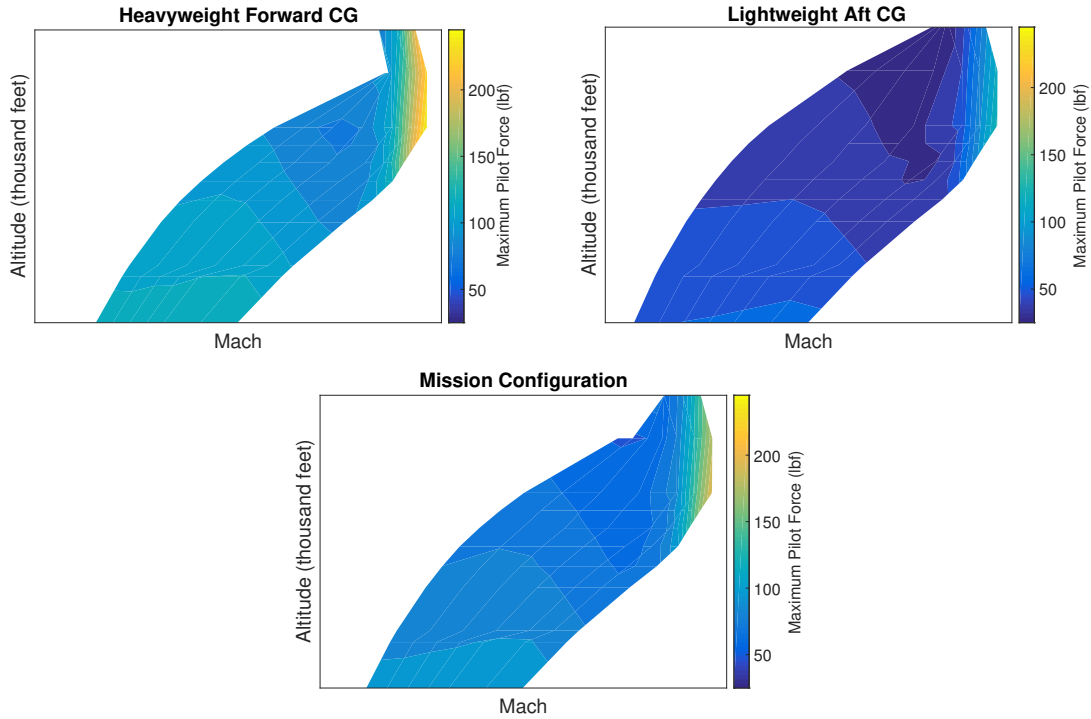 Heavyweight Forward CG
Altitude (thousand feet)
Mach
200
150
100
50
Maximum Pilot Force (lbf)
Lightweight Aft CG
Altitude (thousand feet)
Mach
200
150
100
50
Maximum Pilot Force (lbf)
Mission Configuration
Altitude (thousand feet)
Mach
200
150
100
50
Maximum Pilot Force (lbf)